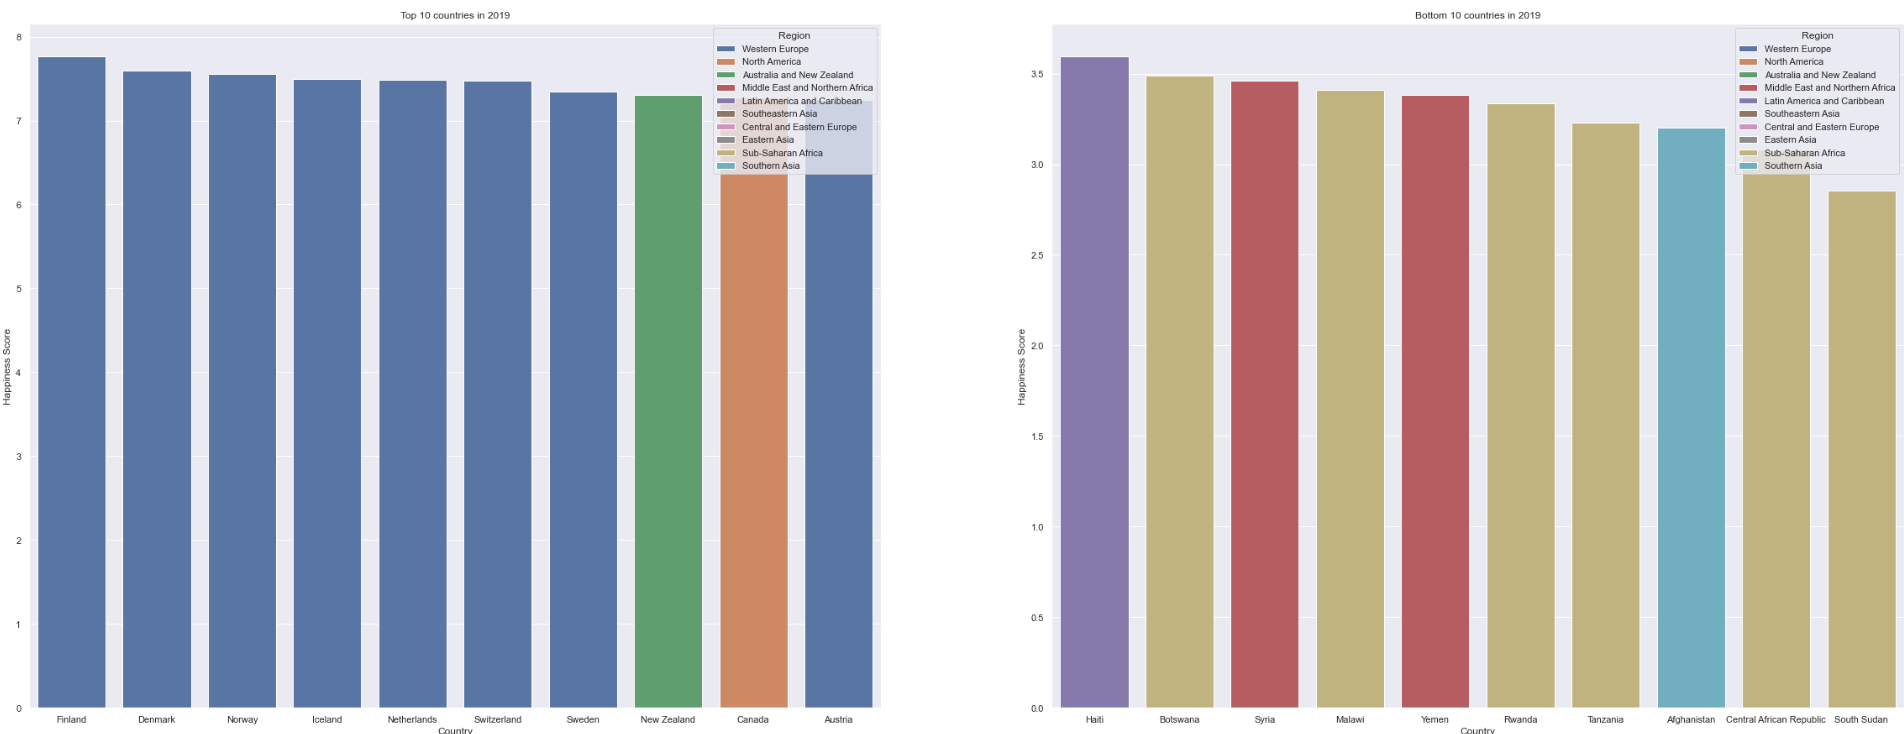 Top 10 countries in 2019
Happiness Score
8
7
6
5
4
3
2
1
0
Region
Western Europe
North America
Australia and New Zealand
Middle East and Northern Africa
Latin America and Caribbean
Southeastern Asia
Central and Eastern Europe
Eastern Asia
Sub-Saharan Africa
Southern Asia
Finland Denmark Norway Iceland Netherlands Switzerland Sweden New Zealand Canada Austria
Country
Bottom 10 countries in 2019
Happiness Score
3.5
3.0
2.5
2.0
1.5
1.0
0.5
0.0
Region
Western Europe
North America
Australia and New Zealand
Middle East and Northern Africa
Latin America and Caribbean
Southeastern Asia
Central and Eastern Europe
Eastern Asia
Sub-Saharan Africa
Southern Asia
Haiti Botswana Syria Malawi Yemen Rwanda Tanzania Afghanistan Central African Republic South Sudan
Country